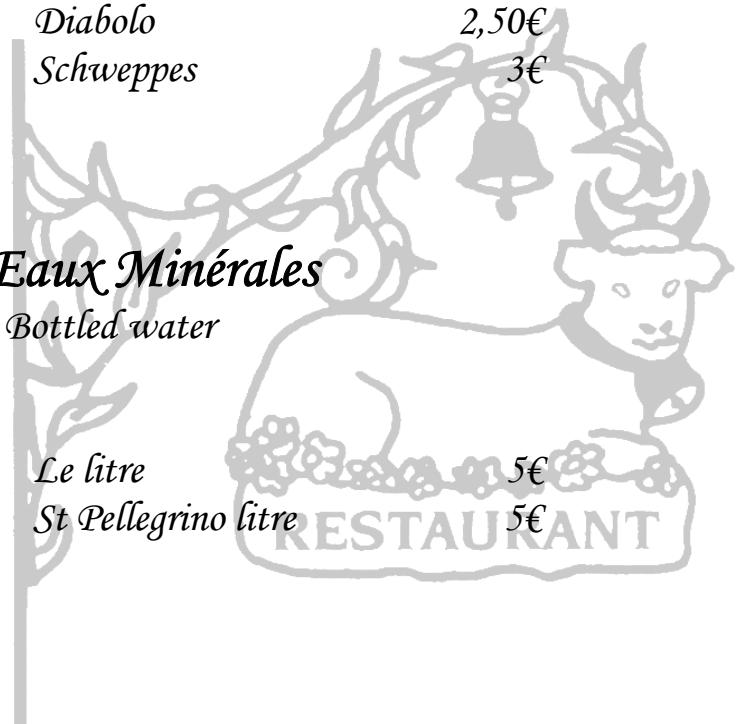 Diabolo 2,50€
Schweppes 3€
Eaux Minérales
Bottled water
Le litre 5€
St Pellegrino litre 5€
RESTAURANT